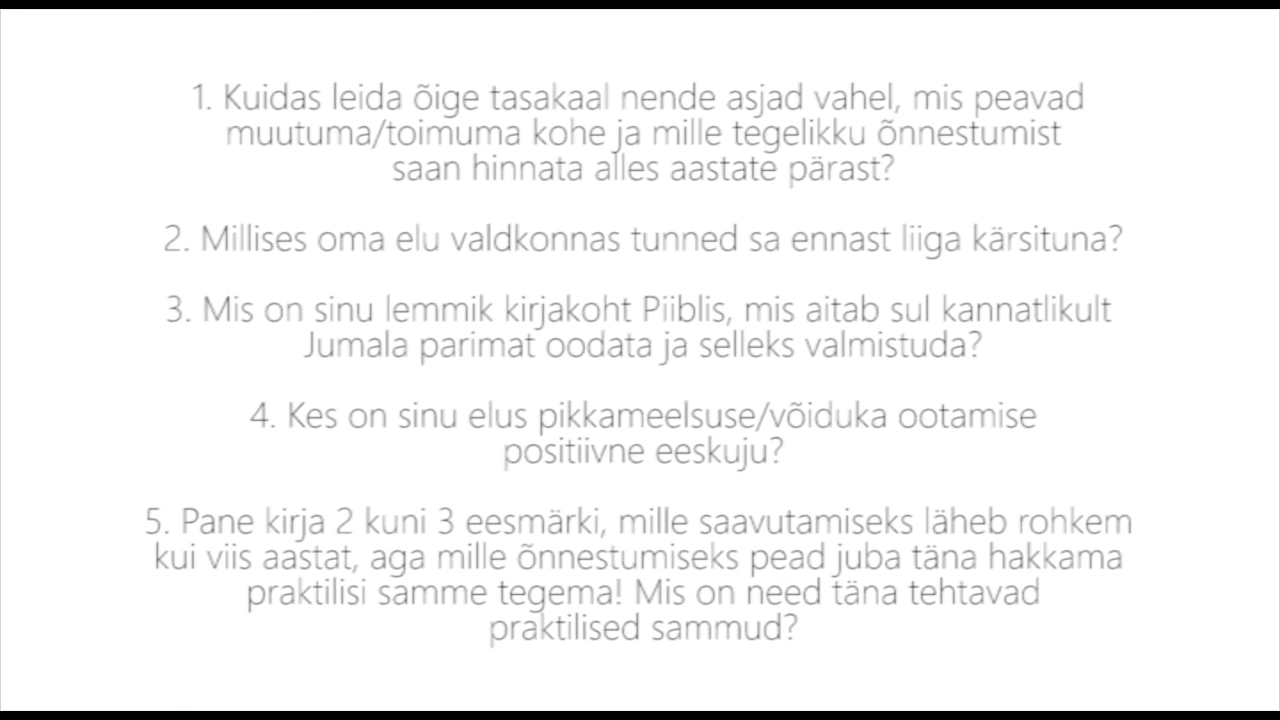 1. Kuidas leida õige tasakaal nende asjad vahel, mis peavad
muutuma/toimuma kohe ja mille tegelikku õnnestumist
saan hinnata alles aastate pärast?
2. Millises oma elu valdkonnas tunned sa ennast liiga kärsituna?
3. Mis on sinu lemmik kirjakoht Piiblis, mis aitab sul kannatlikult
Jumala parimat oodata ja selleks valmistuda?
4. Kes on sinu elus pikkameelsuse/võiduka ootamise
positiivne eeskuju?
5. Pane kirja 2 kuni 3 eesmärki, mille saavutamiseks läheb rohkem
kui viis aastat, aga mille õnnestumiseks pead juba täna hakkama
praktilisi samme tegema! Mis on need täna tehtavad
praktilised sammud?